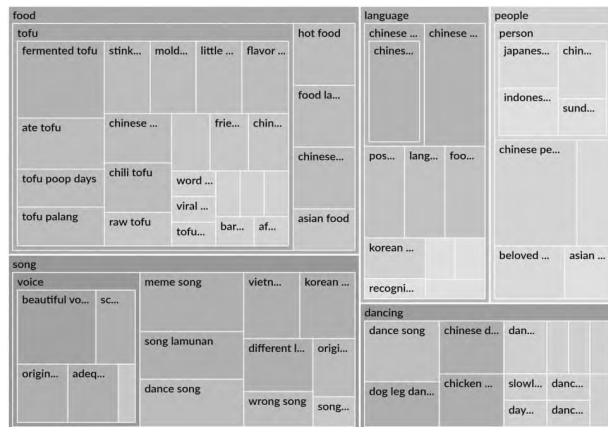 food
tofu
fermented tofu
stink...
mold...
little ...
flavor ...
ate tofu
chinese ...
frie...
chin...
tofu poop days
chili tofu
word ...
viral ...
tofu palang
raw tofu
tofu...
bar...
af...
hot food
food la...
chinese...
asian food
language
chinese ...
chines...
chinese ...
pos...
lang...
foo...
korean ...
recogni...
people
person
japanes...
chin...
indones...
sund...
chinese pe...
beloved ...
asian ...
song
voice
beautiful vo...
sc...
origin...
adeq...
meme song
song lamunan
dance song
vietn...
korean ...
different l...
origi...
wrong song
song...
dancing
dance song
dog leg dan...
chinese d...
chicken ...
dan...
slowl...
danc...
day...
danc...